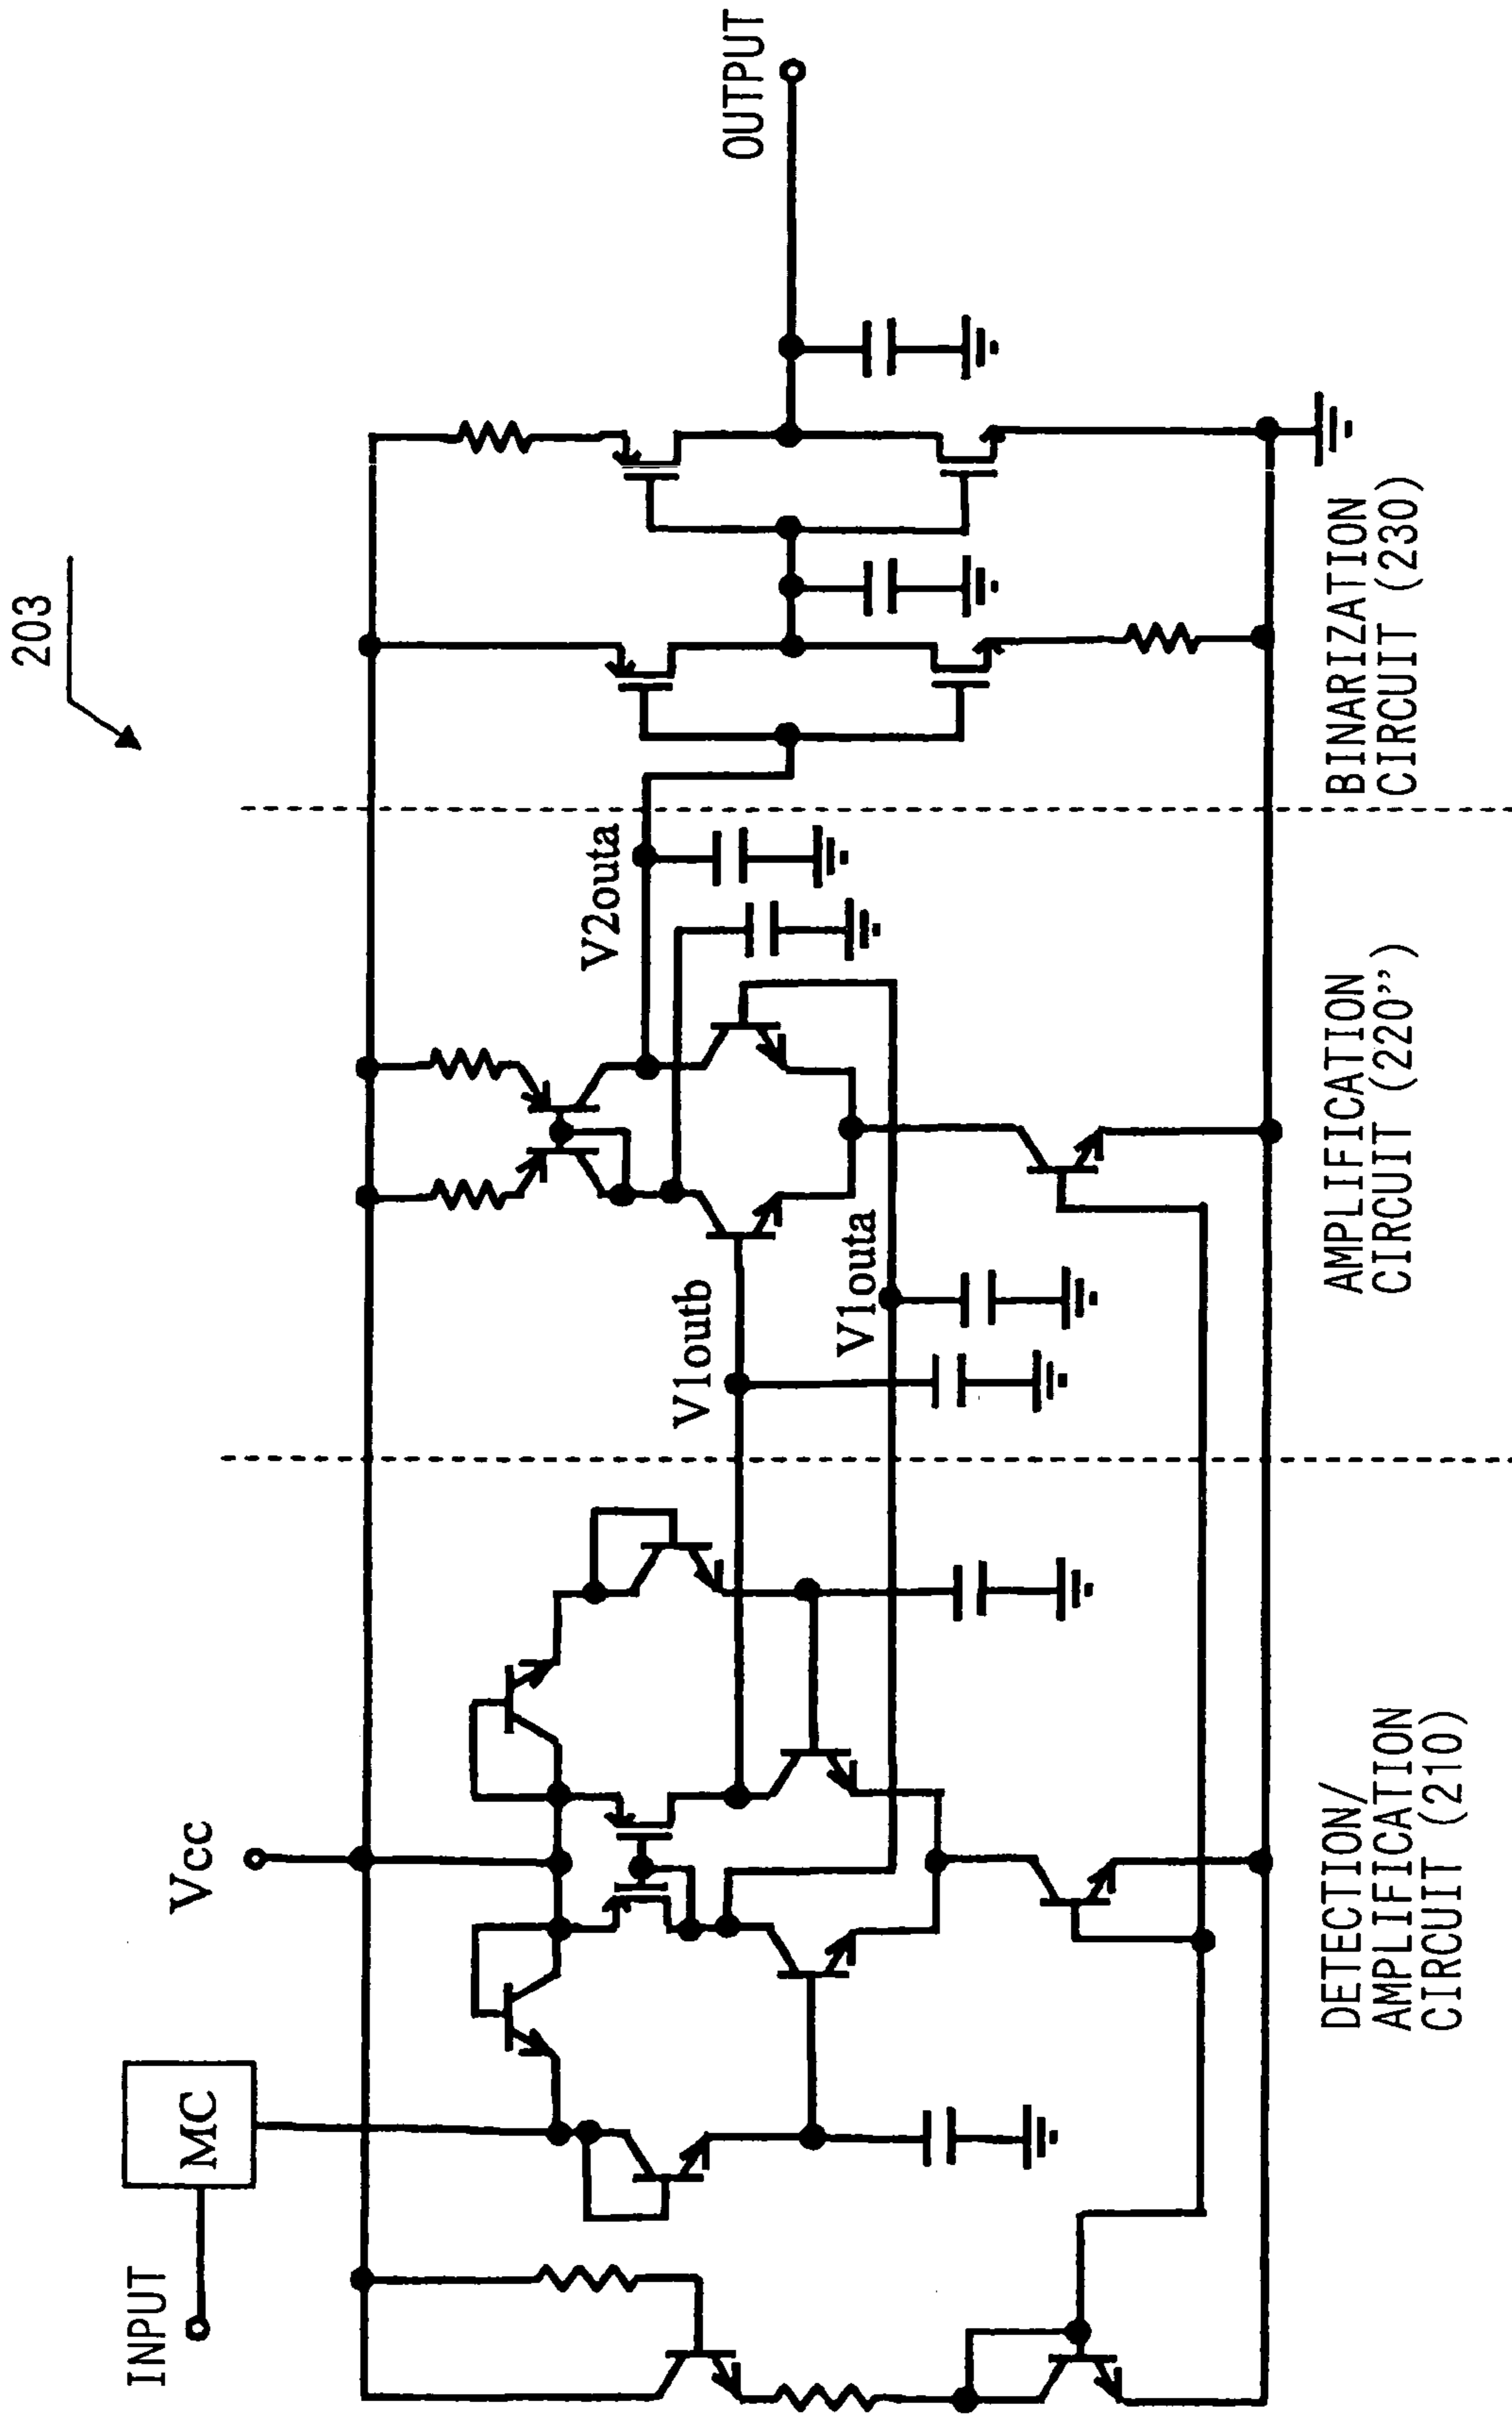 203
INPUT
MC
Vcc
V1outb
V1outa
V2outa
OUTPUT
DETECTION/
AMPLIFICATION
CIRCUIT (210)
AMPLIFICATION
CIRCUIT (220")
BINARIZATION
CIRCUIT (230)